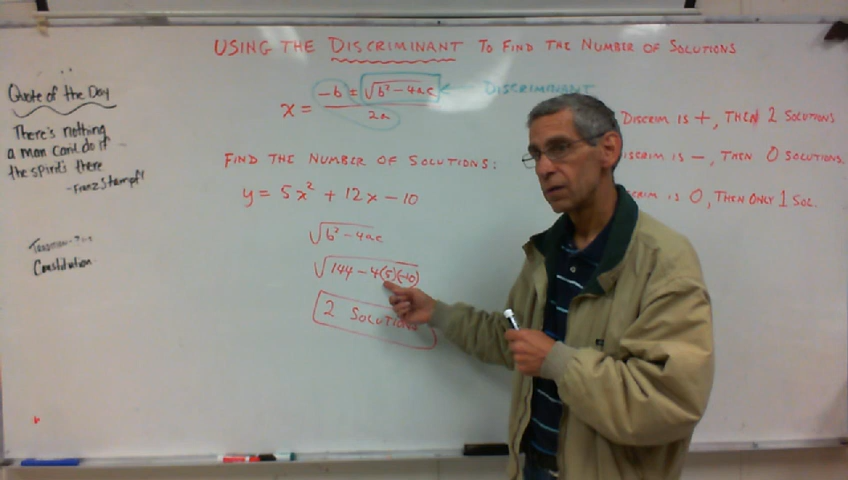 USING THE DISCRIMINANT TO FIND THE NUMBER OF SOLUTIONS
Quote of the Day
There's nothing
a man can't do if
the spirit's there
-Franz Stampfl
Constitution
x = -b ± √b² - 4ac / 2a
← DISCRIMINANT
FIND THE NUMBER OF SOLUTIONS:
y = 5x² + 12x - 10
√b² - 4ac
√144 - 4(5)(-10)
2 SOLUTIONS
DISCRIM IS +, THEN 2 SOLUTIONS
DISCRIM IS -, THEN 0 SOLUTIONS.
DISCRIM IS 0, THEN ONLY 1 SOL.